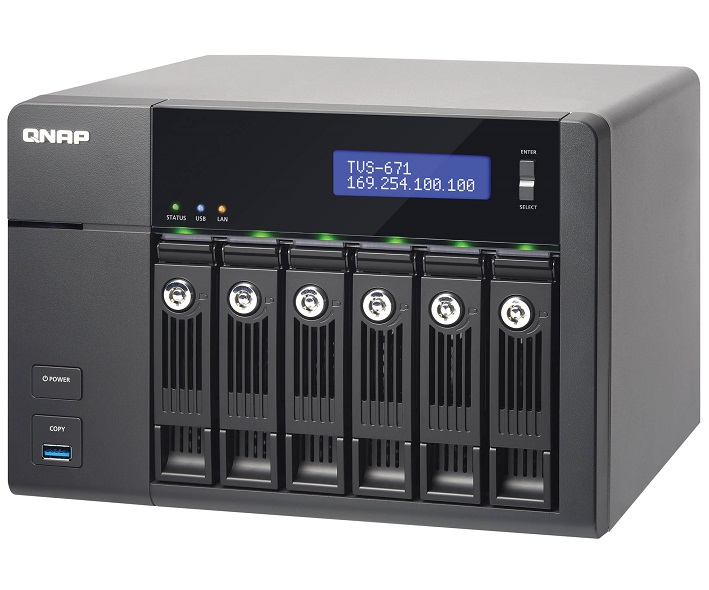 QNAP
TVS-671
169.254.100.100
ENTER
SELECT
STATUS
USB
LAN
POWER
COPY